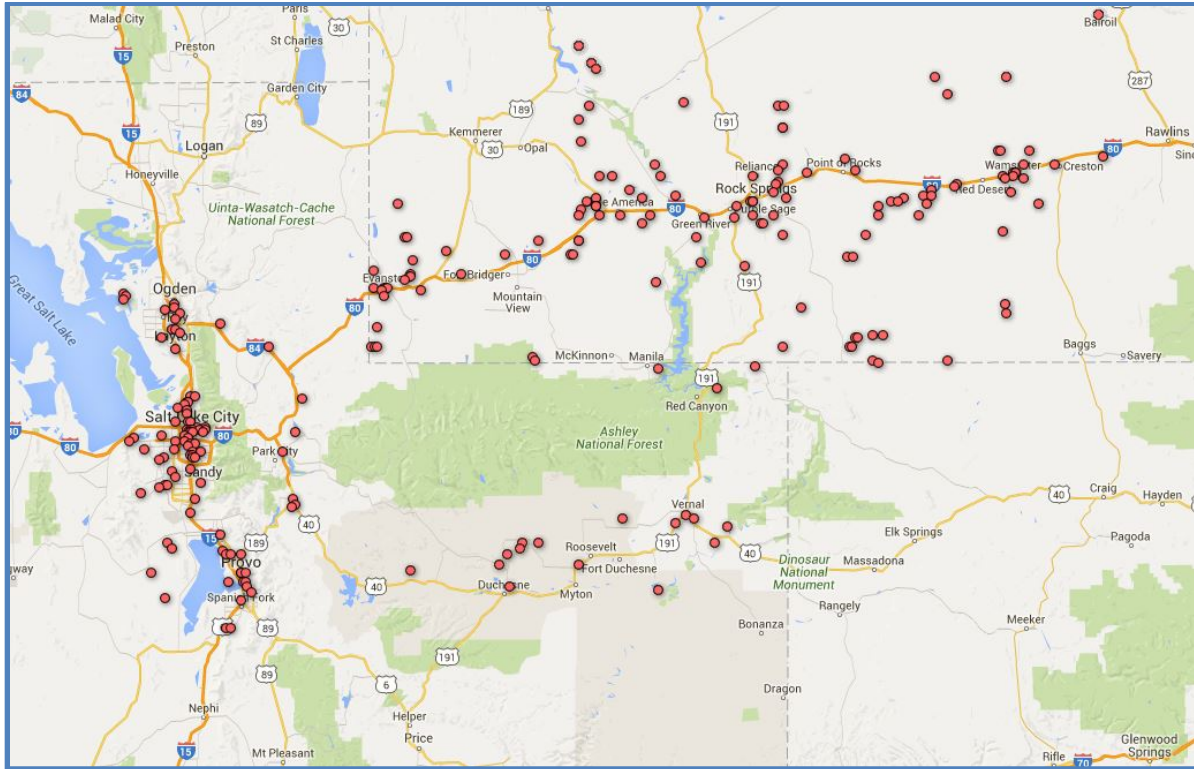 Malad City
Paris
St Charles
30
Preston
15
Bairoil
287
84
Garden City
89
15
Logan
Honeyville
Kemmerer
189
30
Opal
191
Reliance
Point of Rocks
Rock Springs
80
Wamsutter
Creston
Rawlins
80
Red Desert
Uinta-Wasatch-Cache
National Forest
80
Green River
Evanston
Fort Bridger
80
Mountain
View
191
Great Salt Lake
Ogden
Layton
80
84
McKinnon
Manila
Baggs
Savery
191
Red Canyon
Salt Lake City
80
80
80
Park City
Sandy
Ashley
National Forest
Vernal
40
Craig
Hayden
40
Elk Springs
Pagoda
15
189
40
Provo
191
40
Roosevelt
Fort Duchesne
Dinosaur
National
Monument
Massadona
40
Duchesne
Myton
Rangely
Spanish Fork
89
Bonanza
Meeker
191
89
6
Dragon
Nephi
Helper
Price
15
Mt Pleasant
Rifle
70
Glenwood
Springs